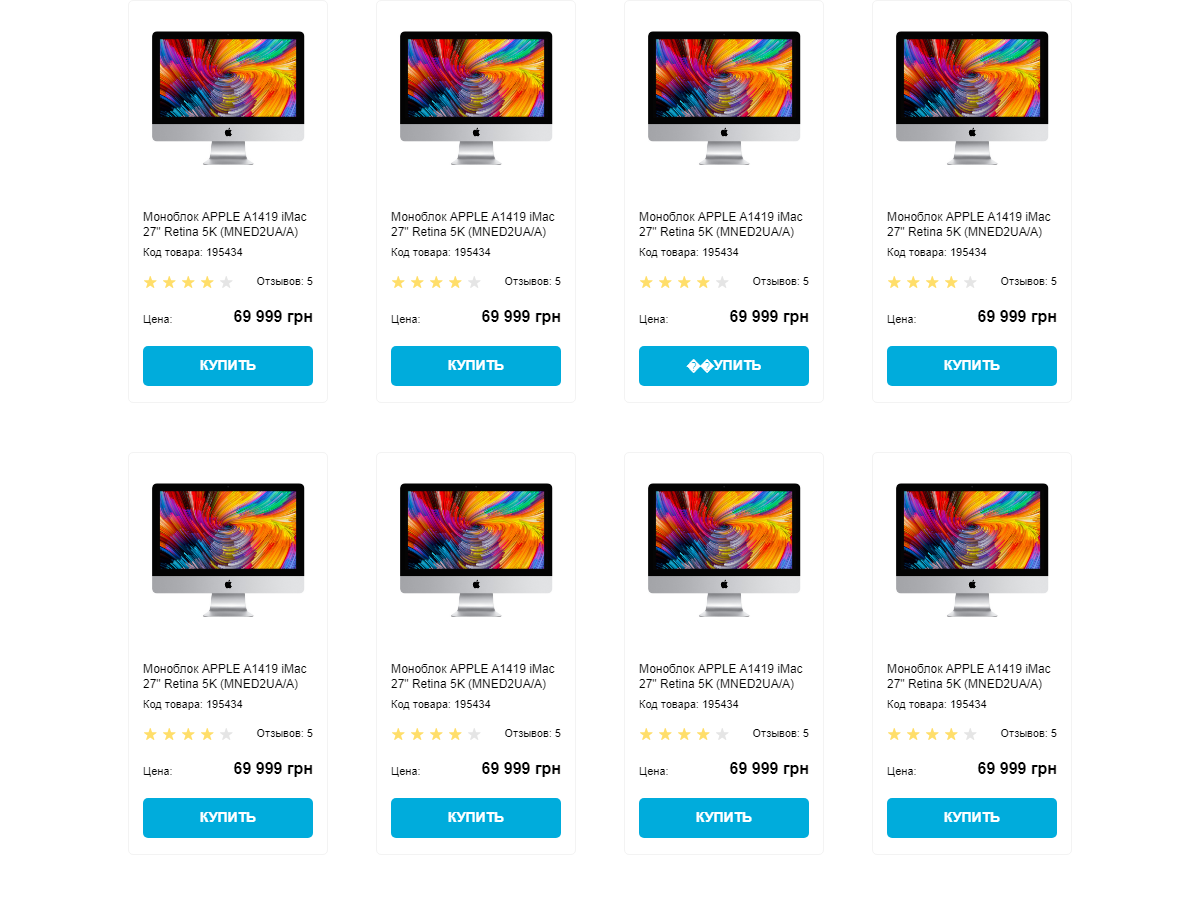 Моноблок APPLE A1419 iMac
27" Retina 5K (MNED2UA/A)
Код товара: 195434
Отзывов: 5
Цена: 69 999 грн
КУПИТЬ
Моноблок APPLE A1419 iMac
27" Retina 5K (MNED2UA/A)
Код товара: 195434
Отзывов: 5
Цена: 69 999 грн
КУПИТЬ
Моноблок APPLE A1419 iMac
27" Retina 5K (MNED2UA/A)
Код товара: 195434
Отзывов: 5
Цена: 69 999 грн
��УПИТЬ
Моноблок APPLE A1419 iMac
27" Retina 5K (MNED2UA/A)
Код товара: 195434
Отзывов: 5
Цена: 69 999 грн
КУПИТЬ
Моноблок APPLE A1419 iMac
27" Retina 5K (MNED2UA/A)
Код товара: 195434
Отзывов: 5
Цена: 69 999 грн
КУПИТЬ
Моноблок APPLE A1419 iMac
27" Retina 5K (MNED2UA/A)
Код товара: 195434
Отзывов: 5
Цена: 69 999 грн
КУПИТЬ
Моноблок APPLE A1419 iMac
27" Retina 5K (MNED2UA/A)
Код товара: 195434
Отзывов: 5
Цена: 69 999 грн
КУПИТЬ
Моноблок APPLE A1419 iMac
27" Retina 5K (MNED2UA/A)
Код товара: 195434
Отзывов: 5
Цена: 69 999 грн
КУПИТЬ